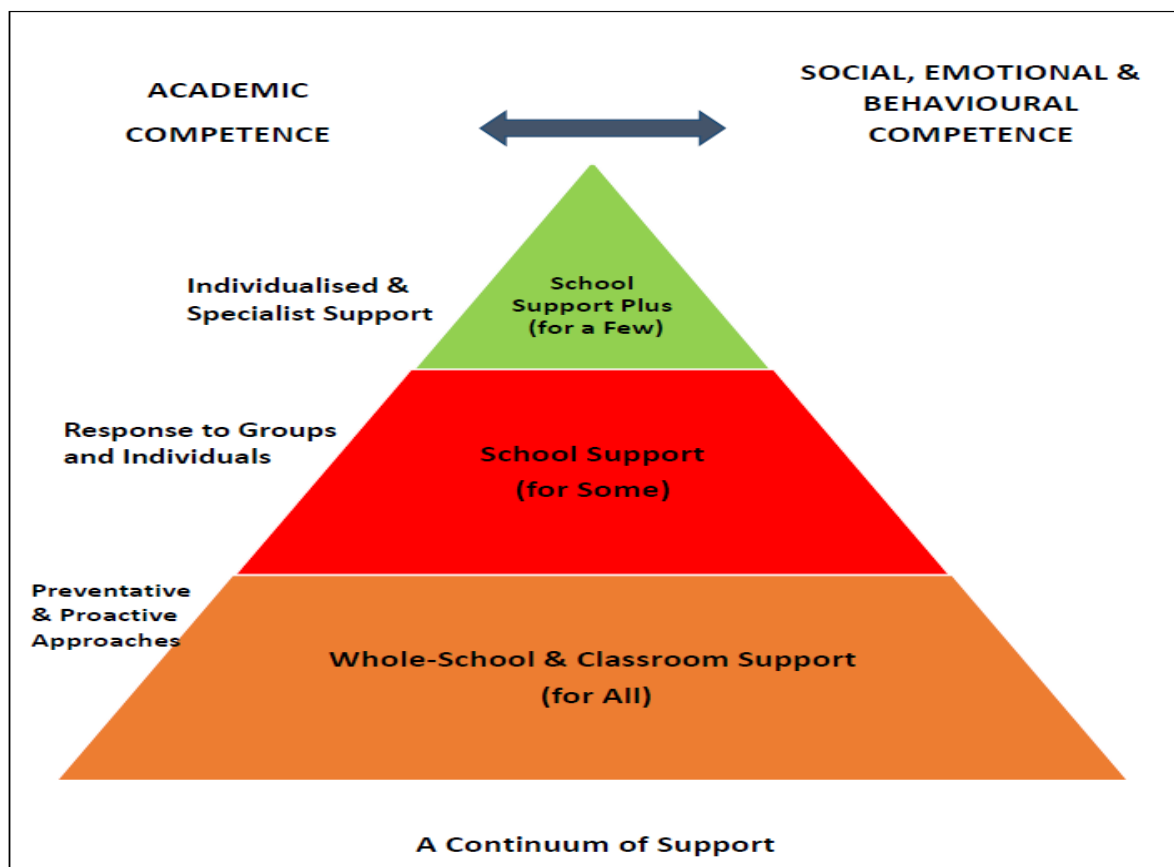 ACADEMIC
COMPETENCE
SOCIAL, EMOTIONAL &
BEHAVIOURAL
COMPETENCE
Individualised &
Specialist Support
School
Support Plus
(for a Few)
Response to Groups
and Individuals
School Support
(for Some)
Preventative
& Proactive
Approaches
Whole-School & Classroom Support
(for All)
A Continuum of Support